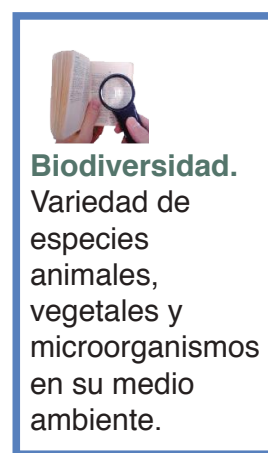 Biodiversidad.
Variedad de
especies
animales,
vegetales y
microorganismos
en su medio
ambiente.